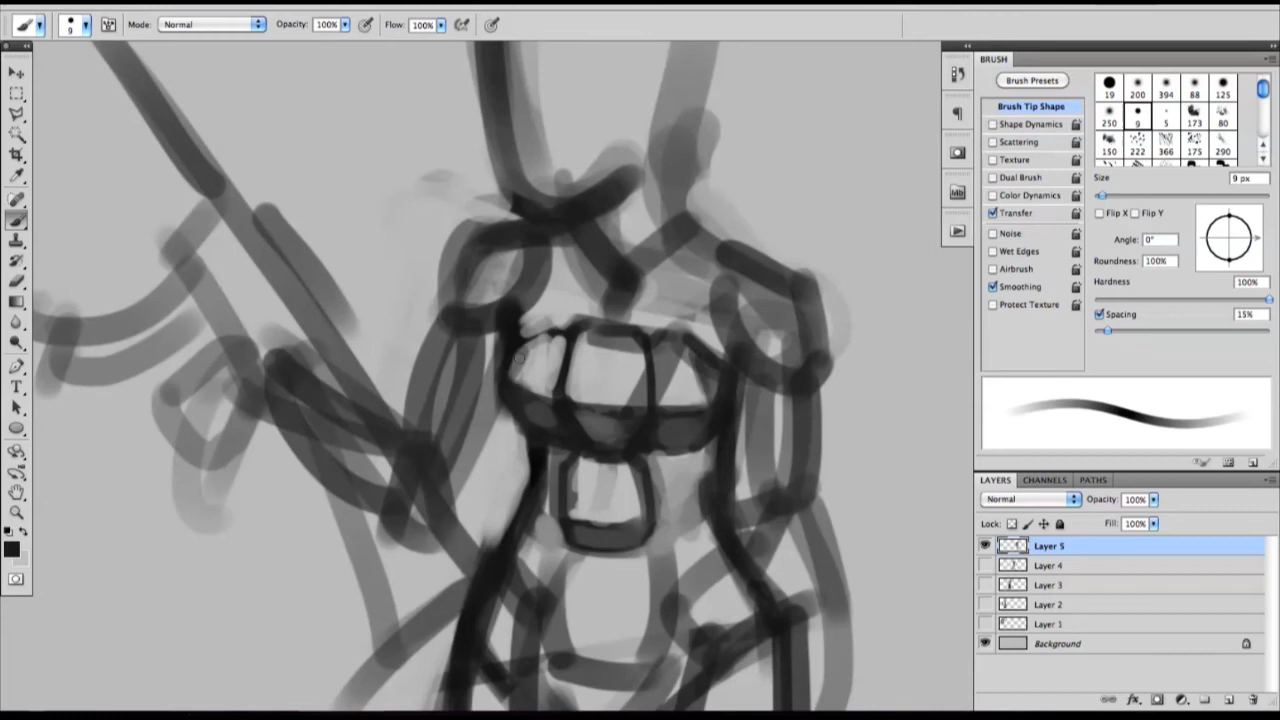 9 Mode: Normal Opacity: 100% Flow: 100%
BRUSH
Brush Presets
19 200 394 88 125
Brush Tip Shape
250 9 5 173 80
Shape Dynamics
Scattering
150 222 366 175 290
Texture
Dual Brush
Size 9 px
Color Dynamics
Transfer
Flip X Flip Y
Noise
Angle: 0°
Wet Edges
Airbrush
Roundness: 100%
Smoothing
Hardness 100%
Protect Texture
Spacing 15%
Mb
T
LAYERS CHANNELS PATHS
Normal Opacity: 100%
Lock: Fill: 100%
Layer 5
Layer 4
Layer 3
Layer 2
Layer 1
Background
fx